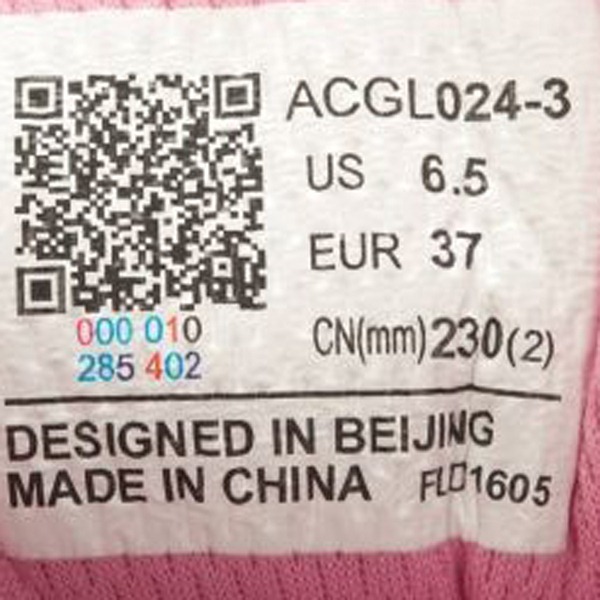 ACGL024-3
US 6.5
EUR 37
CN(mm)230(2)
000 010
285 402
DESIGNED IN BEIJING
MADE IN CHINA FLD1605